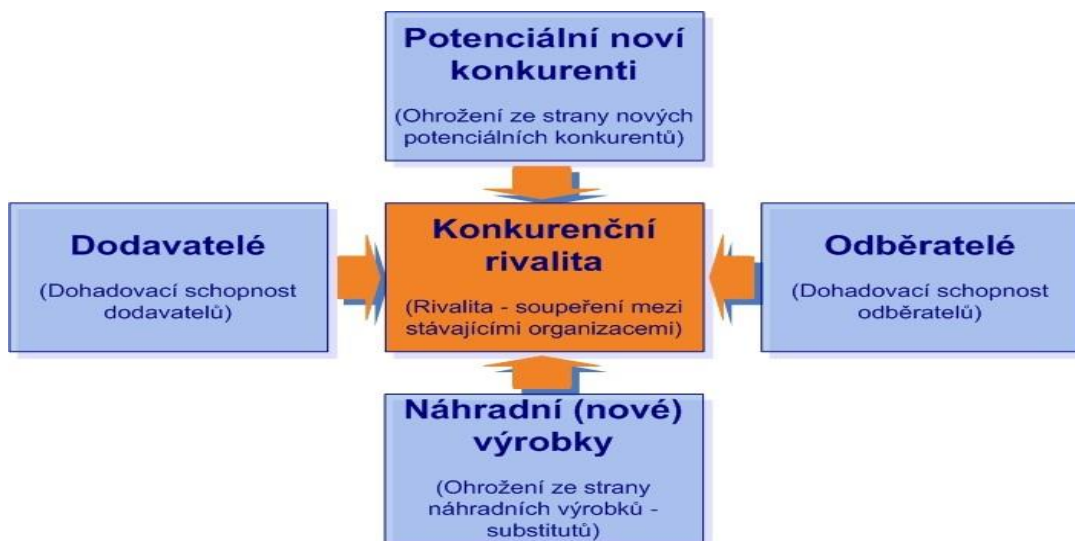 Potenciální noví
konkurenti
(Ohrožení ze strany nových
potenciálních konkurentů)
Dodavatelé
(Dohadovací schopnost
dodavatelů)
Konkurenční
rivalita
(Rivalita - soupeření mezi
stávajícími organizacemi)
Odběratelé
(Dohadovací schopnost
odběratelů)
Náhradní (nové)
výrobky
(Ohrožení ze strany
náhradních výrobků -
substitutů)